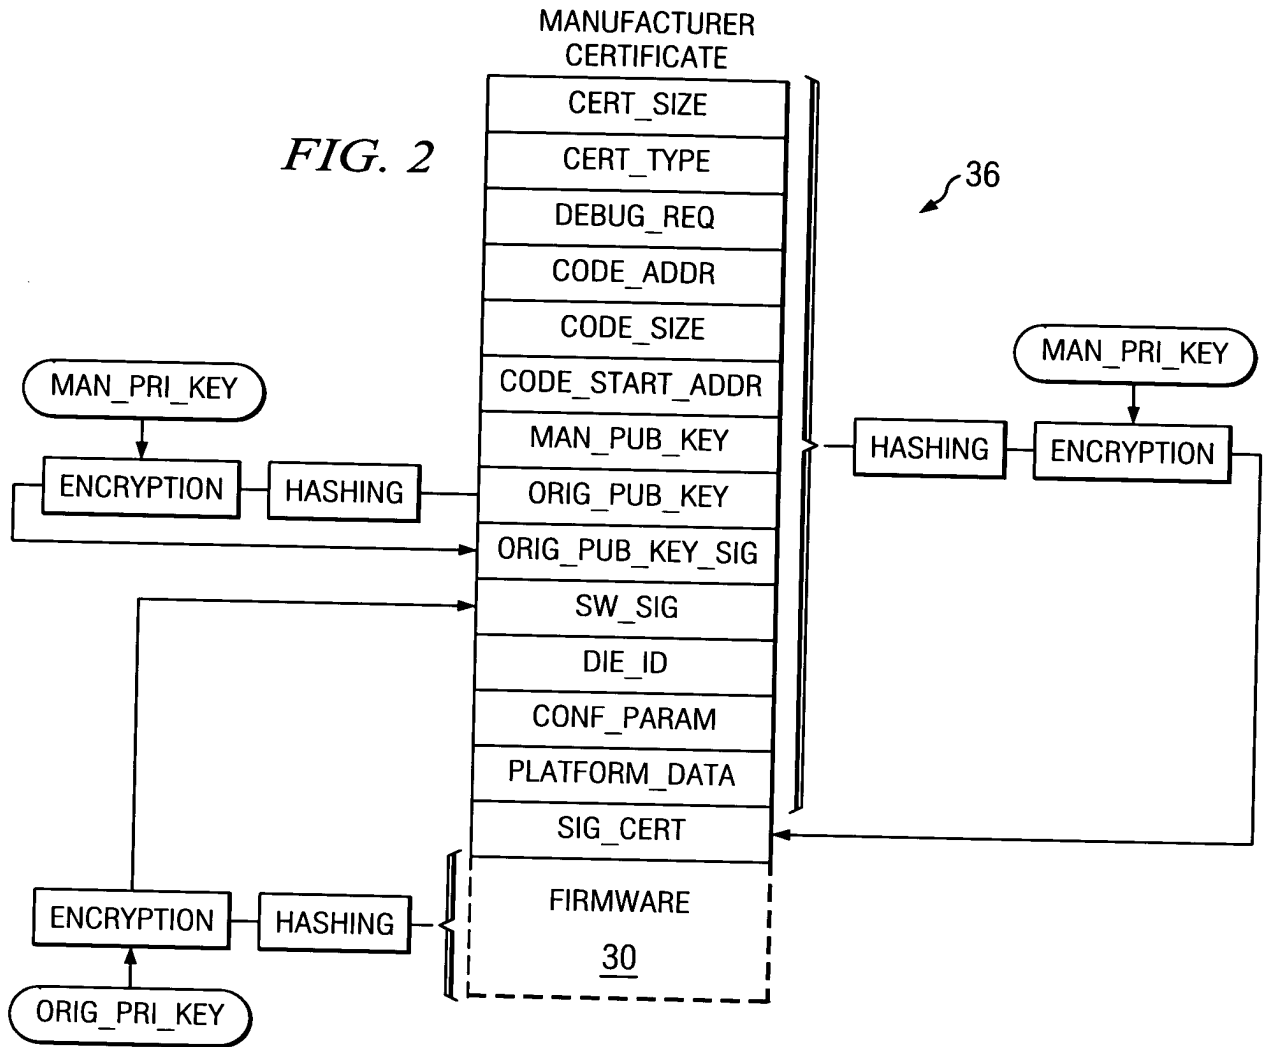 MANUFACTURER
CERTIFICATE
FIG. 2
36
CERT_SIZE
CERT_TYPE
DEBUG_REQ
CODE_ADDR
CODE_SIZE
CODE_START_ADDR
MAN_PUB_KEY
ORIG_PUB_KEY
ORIG_PUB_KEY_SIG
SW_SIG
DIE_ID
CONF_PARAM
PLATFORM_DATA
SIG_CERT
FIRMWARE
30
MAN_PRI_KEY
ENCRYPTION
HASHING
MAN_PRI_KEY
HASHING
ENCRYPTION
ENCRYPTION
HASHING
ORIG_PRI_KEY